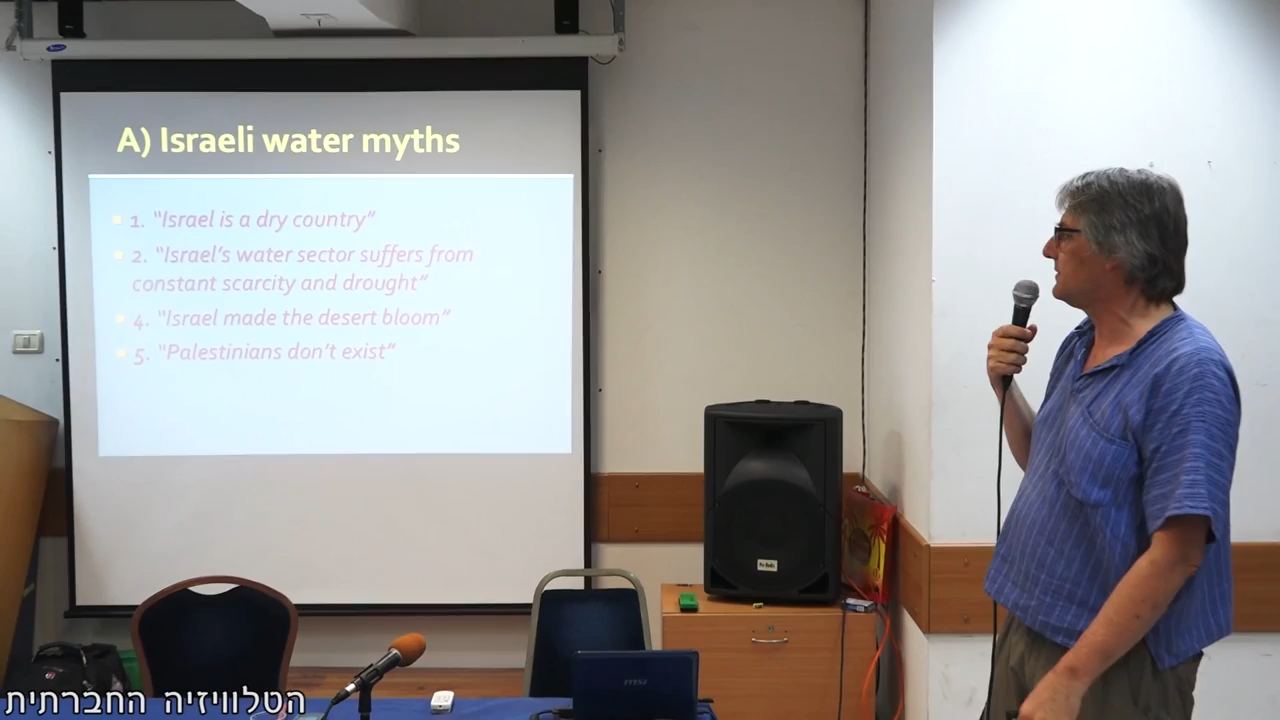 A) Israeli water myths
1. “Israel is a dry country”
2. “Israel’s water sector suffers from
constant scarcity and drought”
4. “Israel made the desert bloom”
5. “Palestinians don’t exist”
הטלוויזיה החברתית